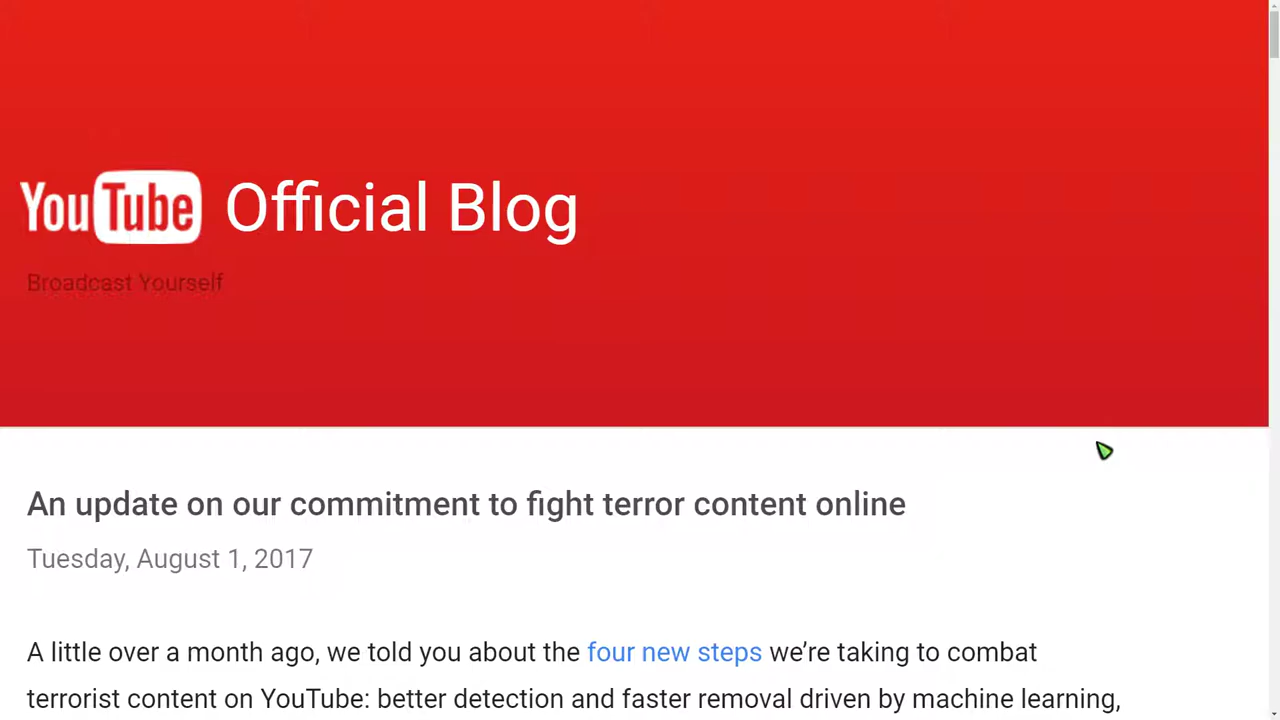 YouTube Official Blog
Broadcast Yourself
An update on our commitment to fight terror content online
Tuesday, August 1, 2017
A little over a month ago, we told you about the four new steps we’re taking to combat
terrorist content on YouTube: better detection and faster removal driven by machine learning,